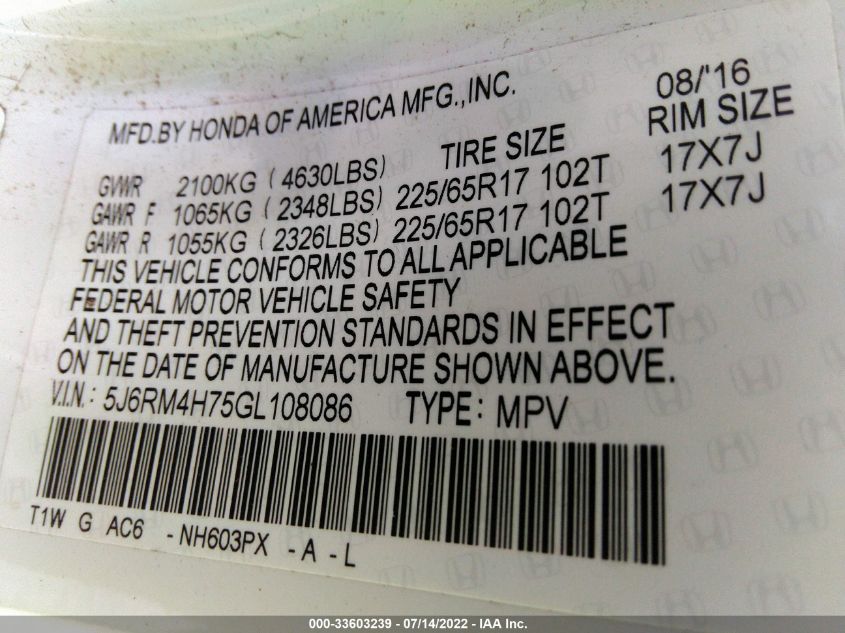 MFD.BY HONDA OF AMERICA MFG.,INC. 08/'16
TIRE SIZE RIM SIZE
GVWR 2100KG (4630LBS)
GAWR F 1065KG (2348LBS) 225/65R17 102T 17X7J
GAWR R 1055KG (2326LBS) 225/65R17 102T 17X7J
THIS VEHICLE CONFORMS TO ALL APPLICABLE
FEDERAL MOTOR VEHICLE SAFETY
AND THEFT PREVENTION STANDARDS IN EFFECT
ON THE DATE OF MANUFACTURE SHOWN ABOVE.
V.I.N.: 5J6RM4H75GL108086 TYPE: MPV
T1W G AC6 -NH603PX -A -L
000-33603239 - 07/14/2022 - IAA Inc.